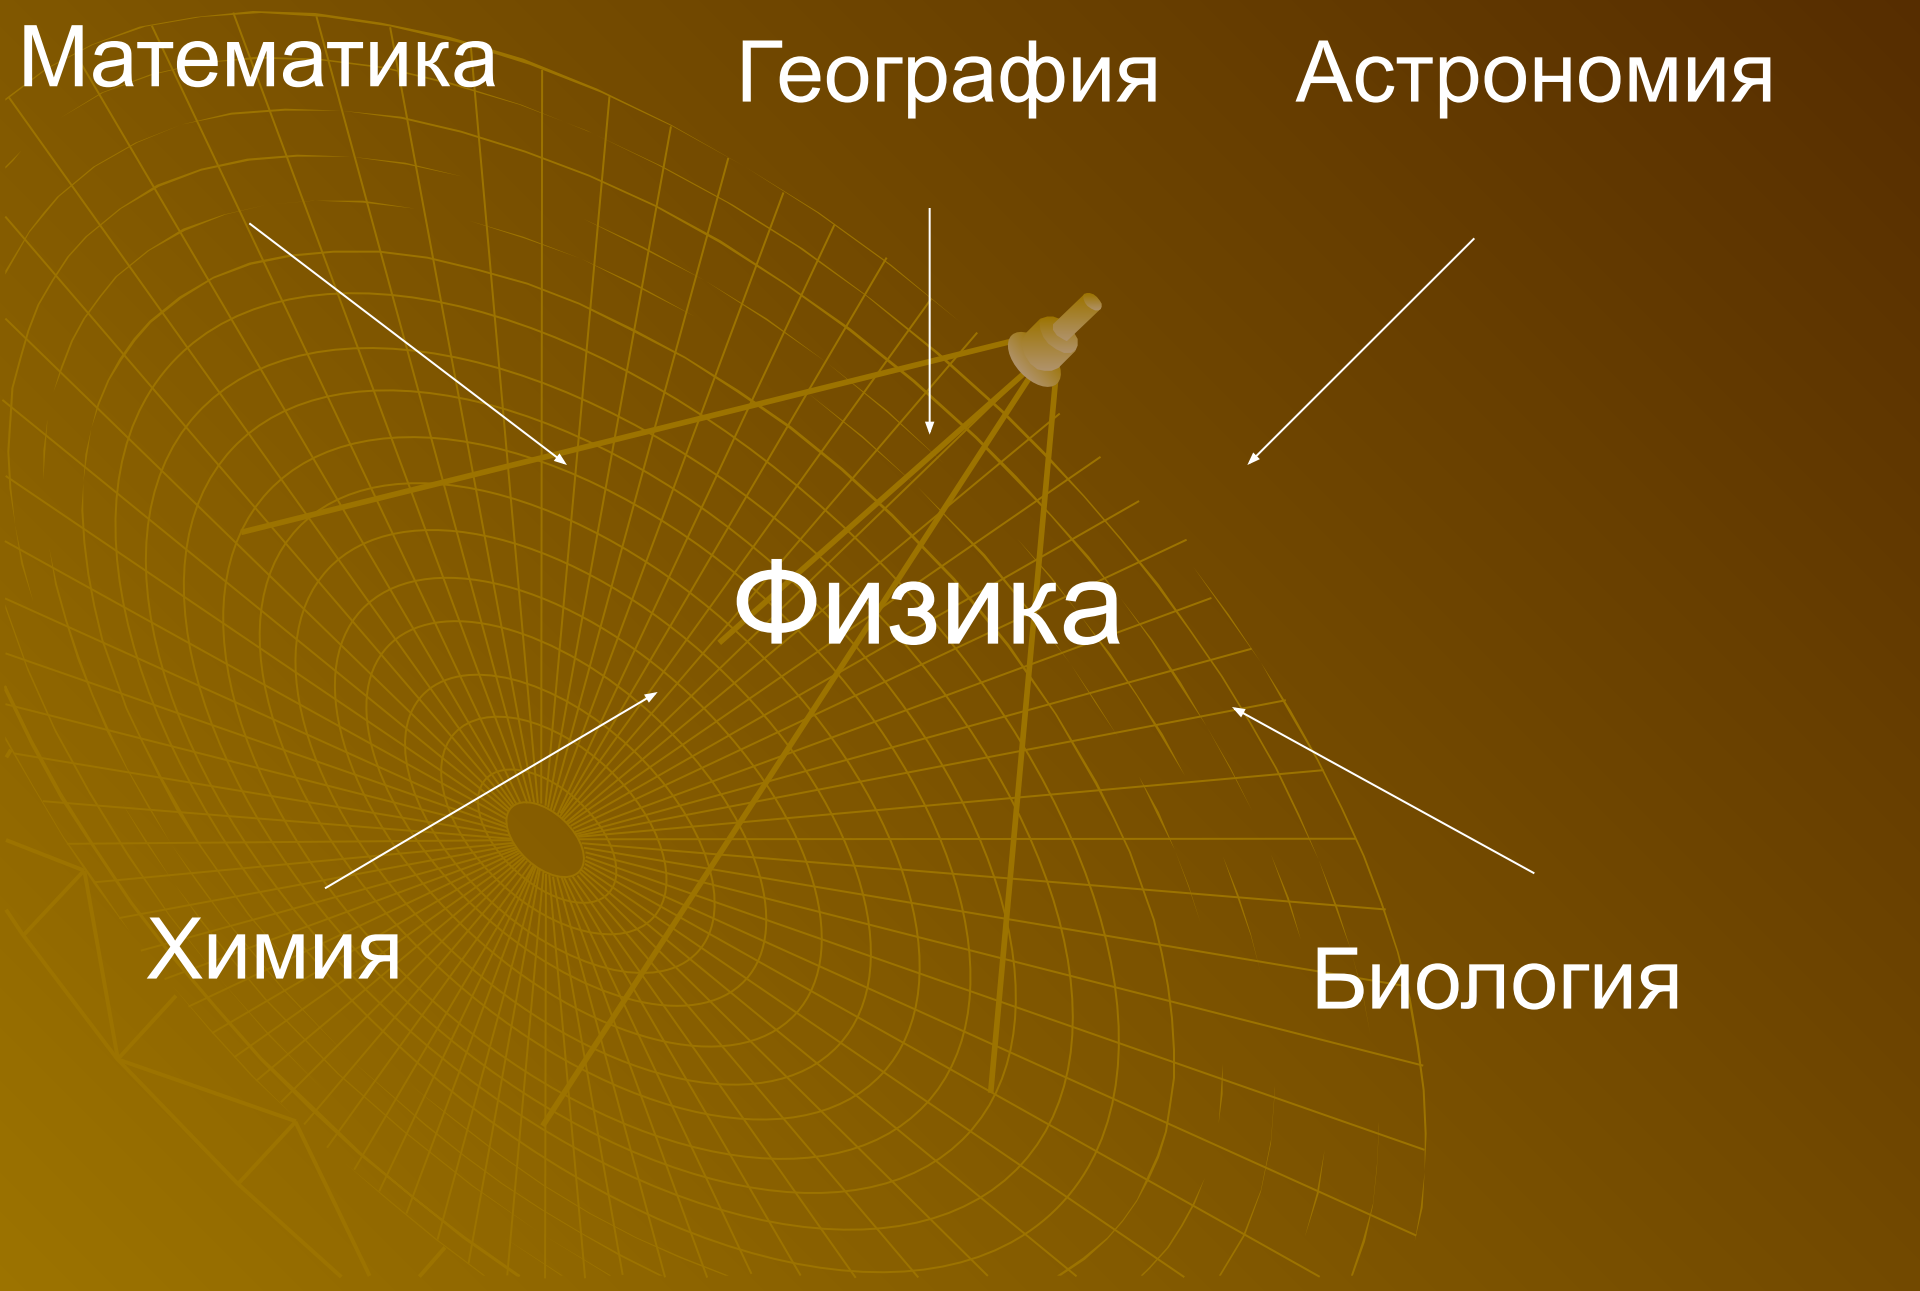 Математика
География
Астрономия
Физика
Химия
Биология